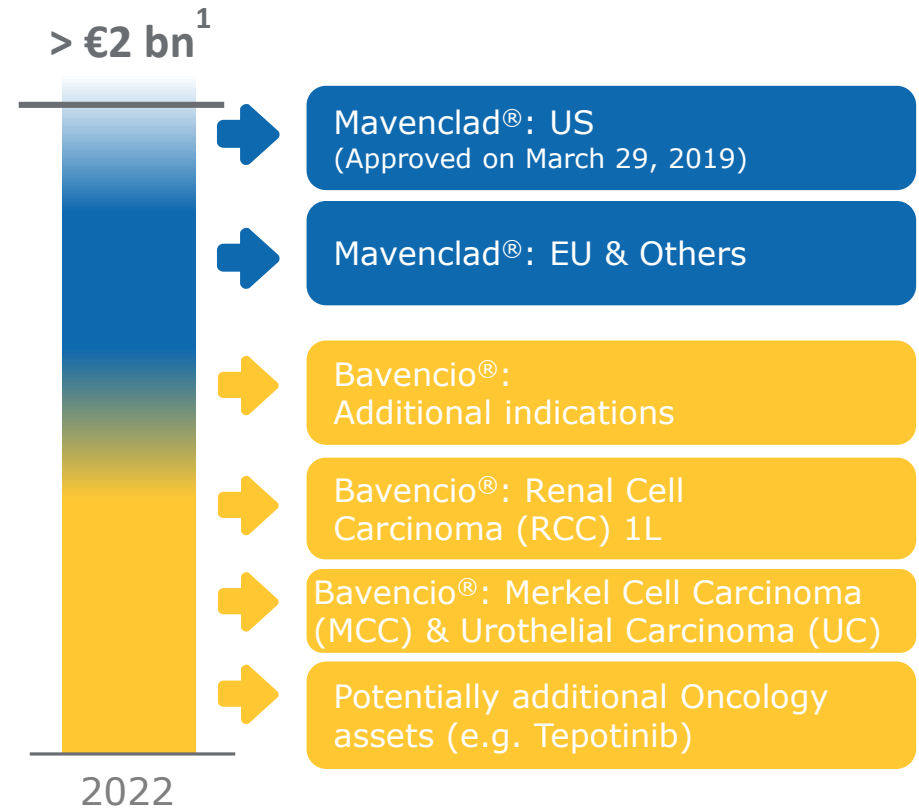 > €2 bn1
Mavenclad®: US
(Approved on March 29, 2019)
Mavenclad®: EU & Others
Bavencio®:
Additional indications
Bavencio®: Renal Cell
Carcinoma (RCC) 1L
Bavencio®: Merkel Cell Carcinoma
(MCC) & Urothelial Carcinoma (UC)
Potentially additional Oncology
assets (e.g. Tepotinib)
2022